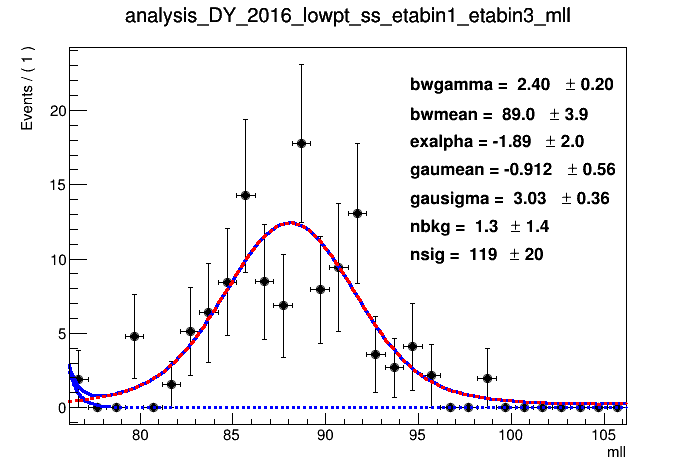 analysis_DY_2016_lowpt_ss_etabin1_etabin3_mll
Events / ( 1 )
bwgamma = 2.40 ± 0.20
bwmean = 89.0 ± 3.9
exalpha = -1.89 ± 2.0
gaumean = -0.912 ± 0.56
gausigma = 3.03 ± 0.36
nbkg = 1.3 ± 1.4
nsig = 119 ± 20
20
15
10
5
0
80 85 90 95 100 105
mll